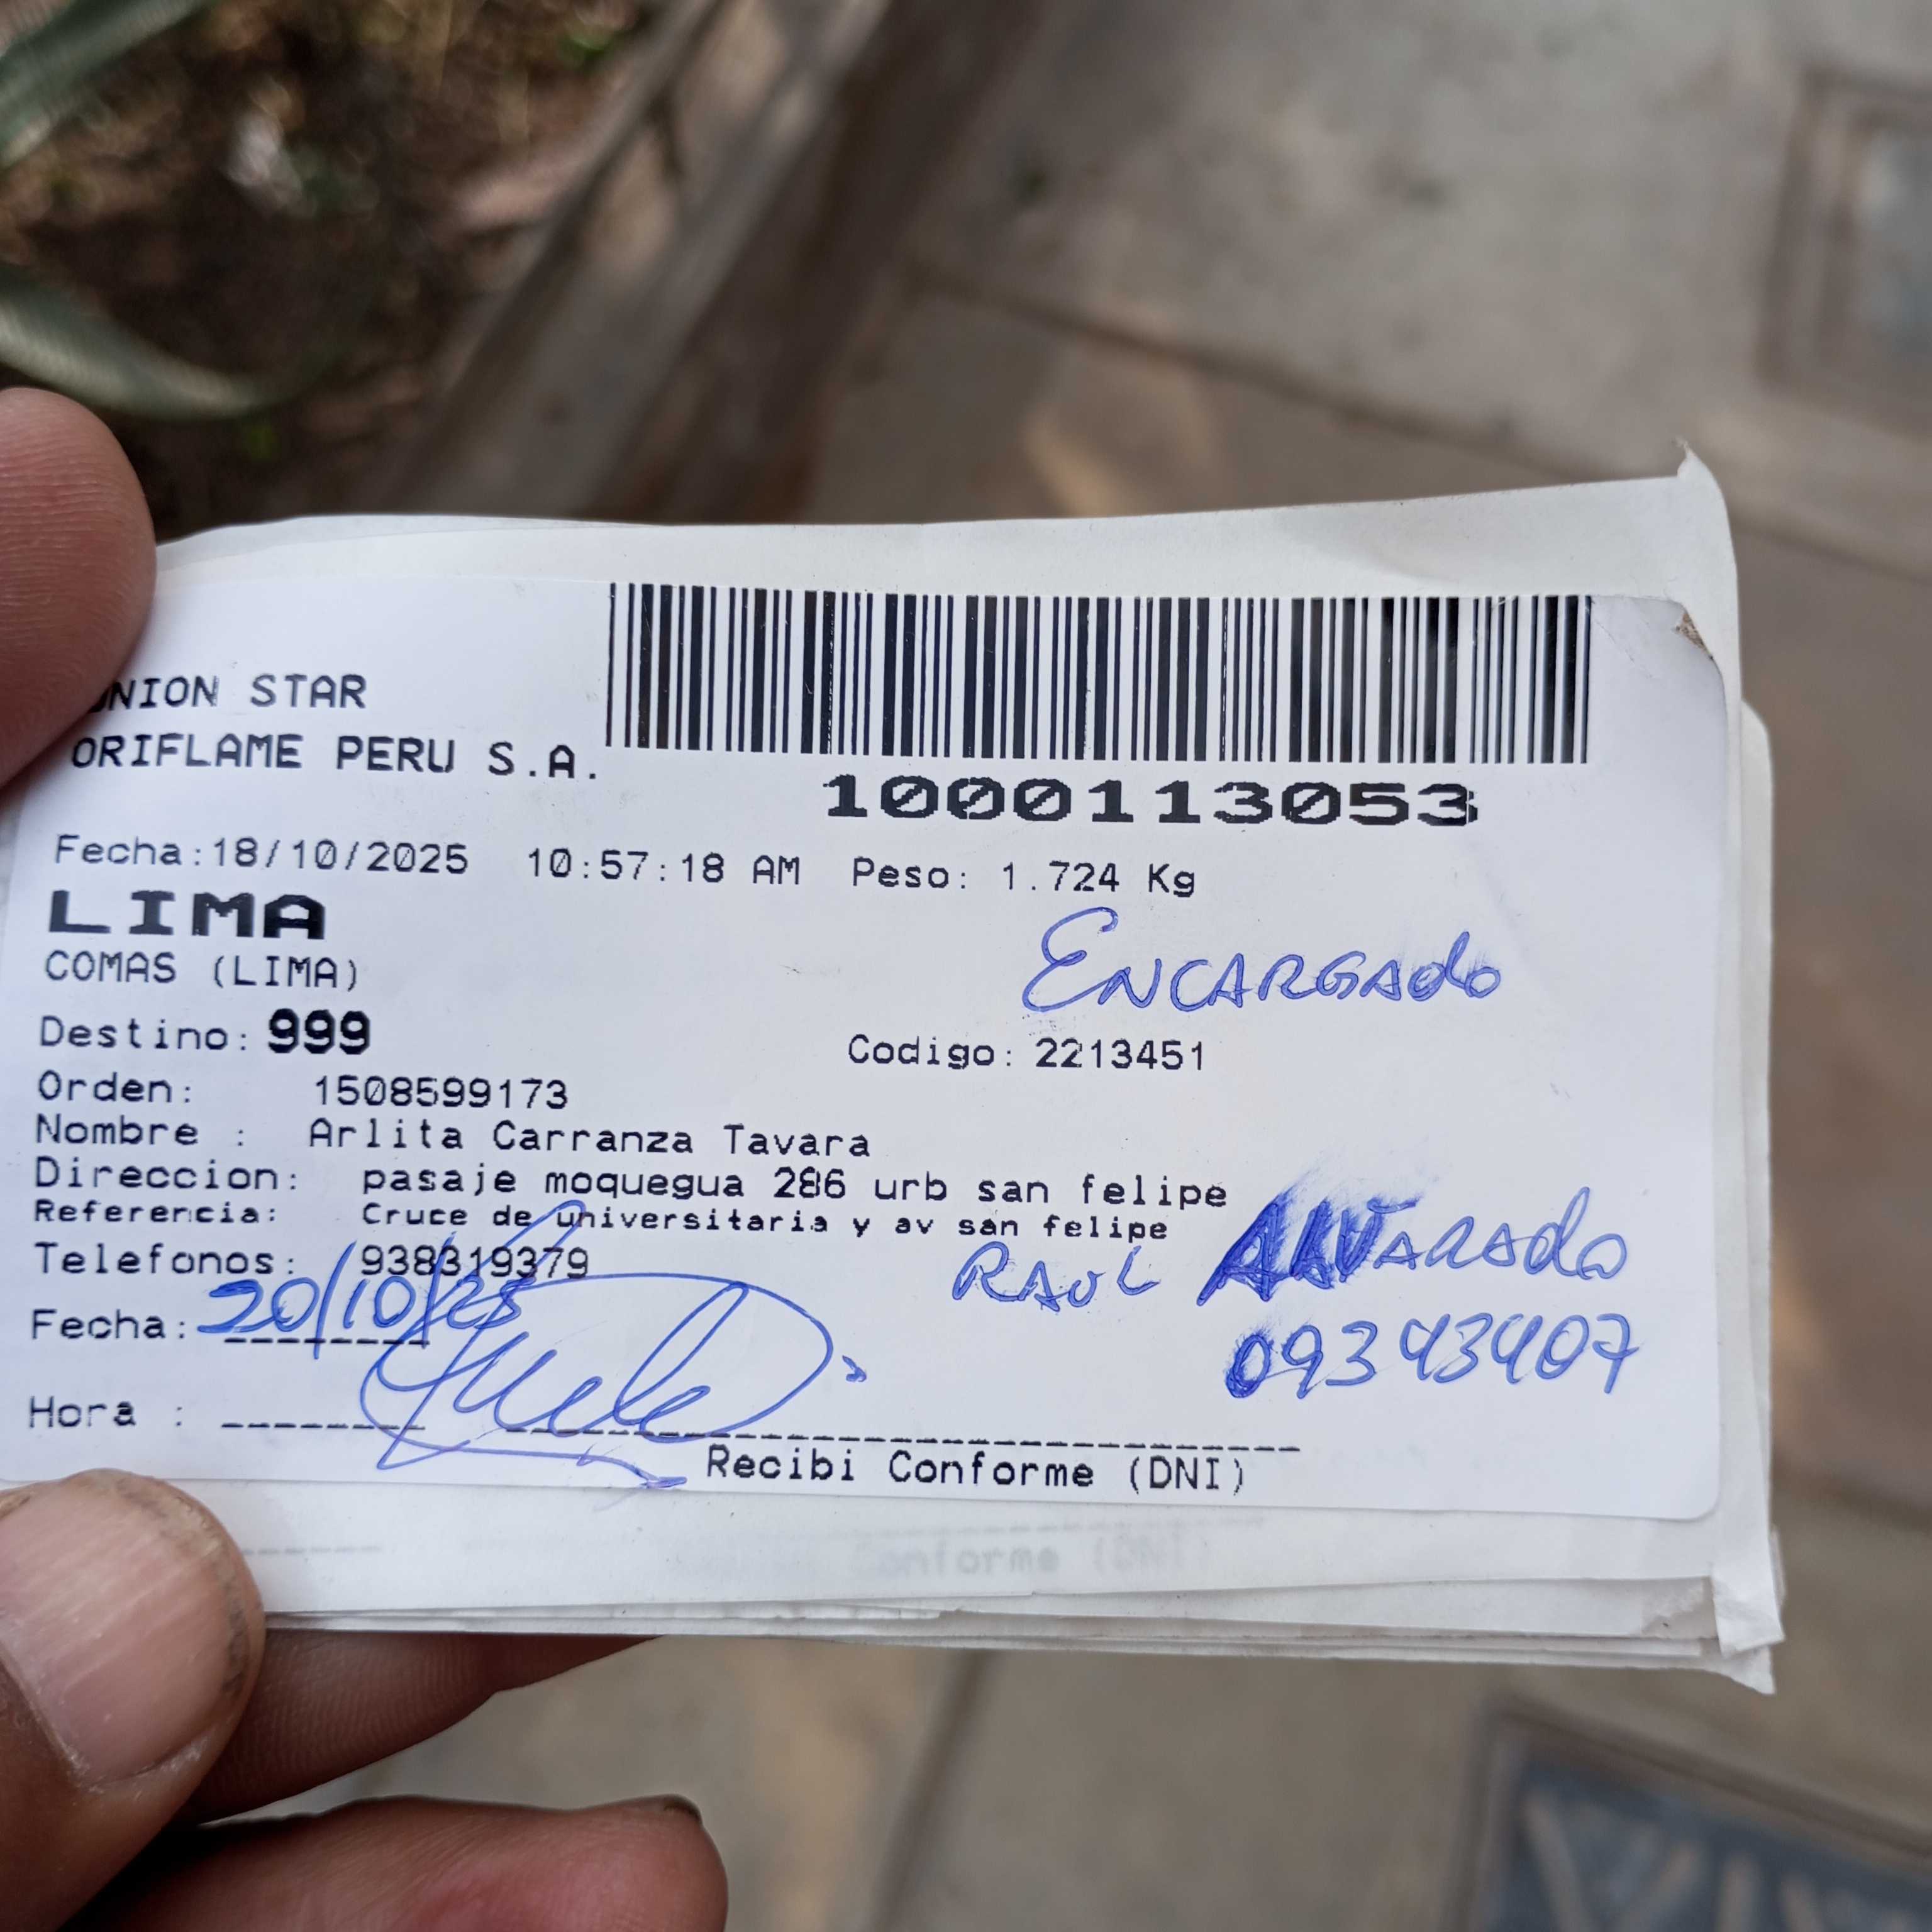 UNION STAR
ORIFLAME PERU S.A.
1000113053
Fecha:18/10/2025 10:57:18 AM Peso: 1.724 Kg
LIMA
COMAS (LIMA)
ENCARGADO
Destino: 999
Codigo: 2213451
Orden: 1508599173
Nombre : Arlita Carranza Tavara
Direccion: pasaje moquegua 286 urb san felipe
Referencia: Cruce de universitaria y av san felipe
Telefonos: 938319379
RAUL ALVARADO
Fecha: 20/10/25
09343407
Hora :
Recibi Conforme (DNI)
onforme (DNI)